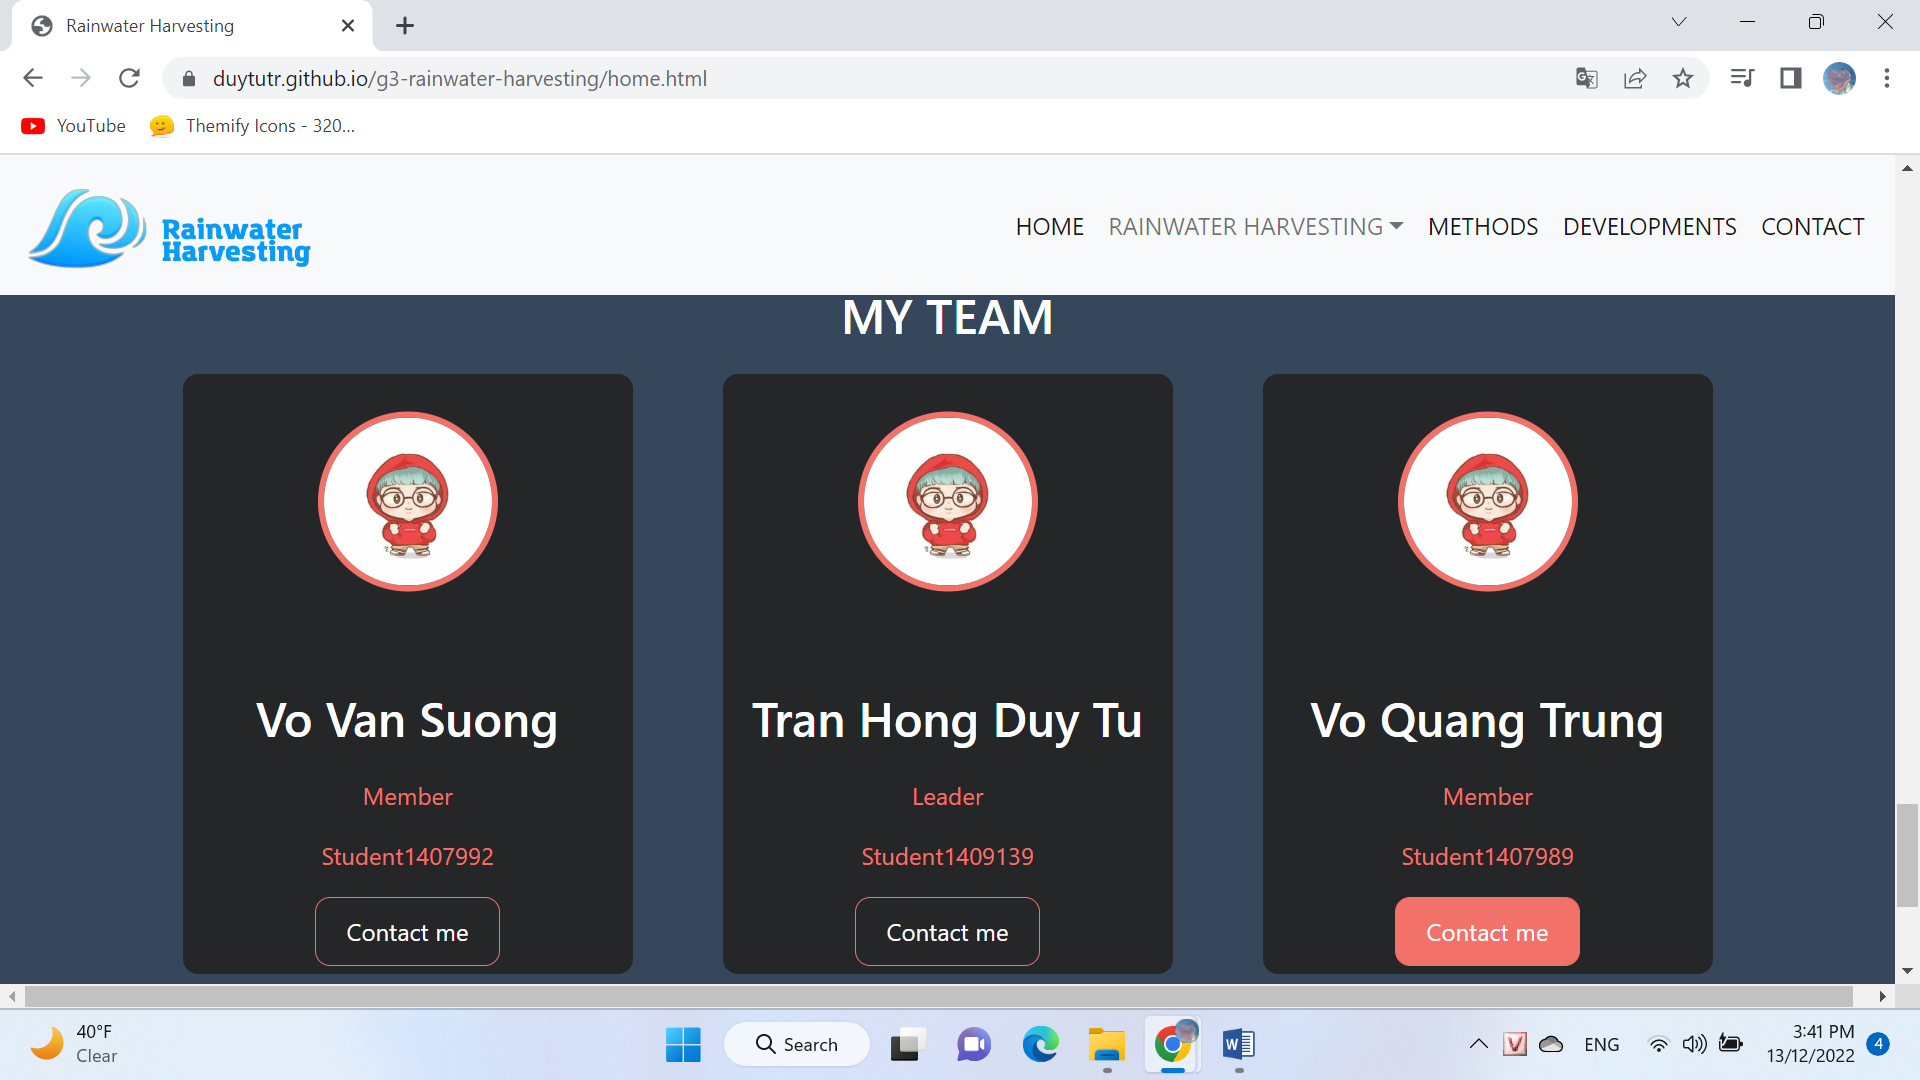 Rainwater Harvesting
duytutr.github.io/g3-rainwater-harvesting/home.html
YouTube
Themify Icons - 320...
Rainwater
Harvesting
HOME RAINWATER HARVESTING METHODS DEVELOPMENTS CONTACT
MY TEAM
Vo Van Suong
Member
Student1407992
Contact me
Tran Hong Duy Tu
Leader
Student1409139
Contact me
Vo Quang Trung
Member
Student1407989
Contact me
40°F
Clear
Search
ENG
3:41 PM
13/12/2022
4